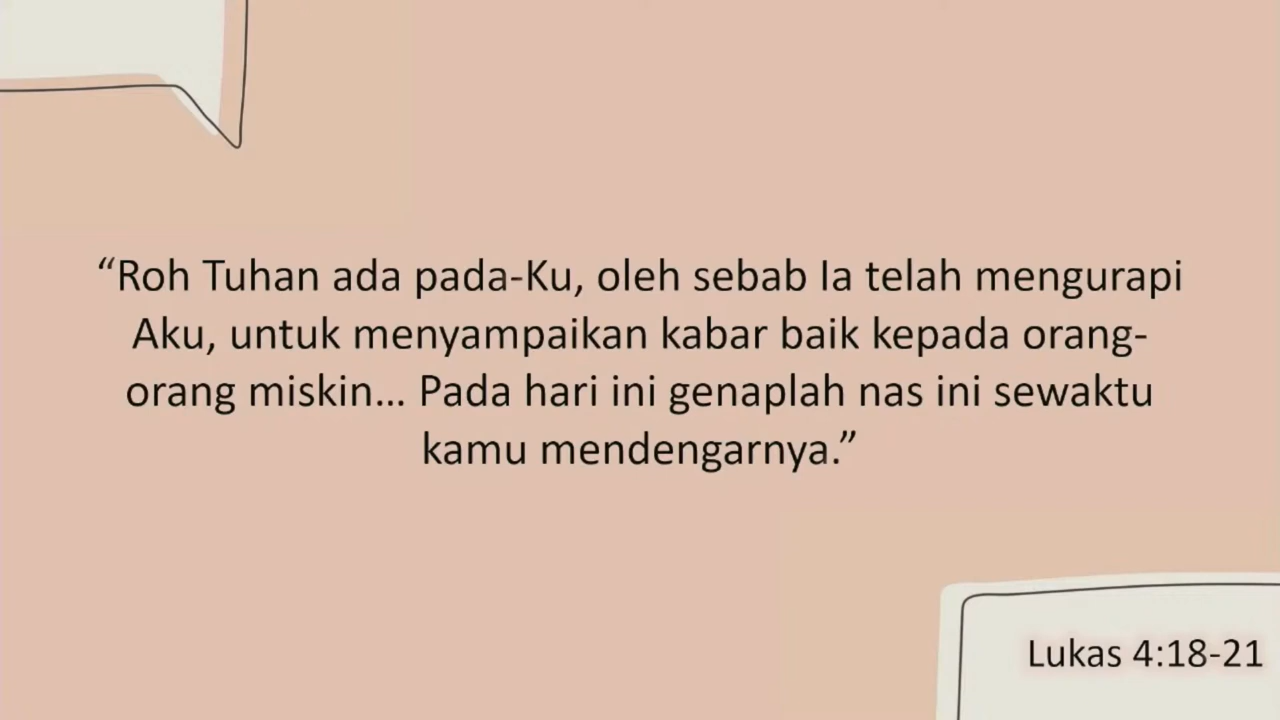 “Roh Tuhan ada pada-Ku, oleh sebab Ia telah mengurapi
Aku, untuk menyampaikan kabar baik kepada orang-
orang miskin... Pada hari ini genaplah nas ini sewaktu
kamu mendengarnya.”
Lukas 4:18-21